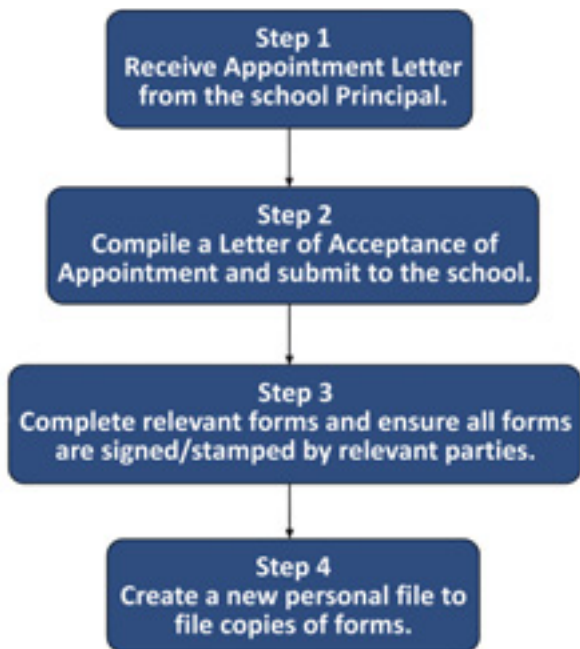 Step 1
Receive Appointment Letter
from the school Principal.
Step 2
Compile a Letter of Acceptance of
Appointment and submit to the school.
Step 3
Complete relevant forms and ensure all forms
are signed/stamped by relevant parties.
Step 4
Create a new personal file to
file copies of forms.